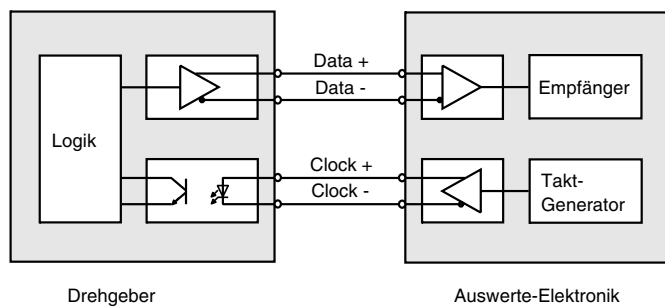 Data +
Data -
Logik
Empfänger
Clock +
Clock -
Takt-
Generator
Drehgeber
Auswerte-Elektronik